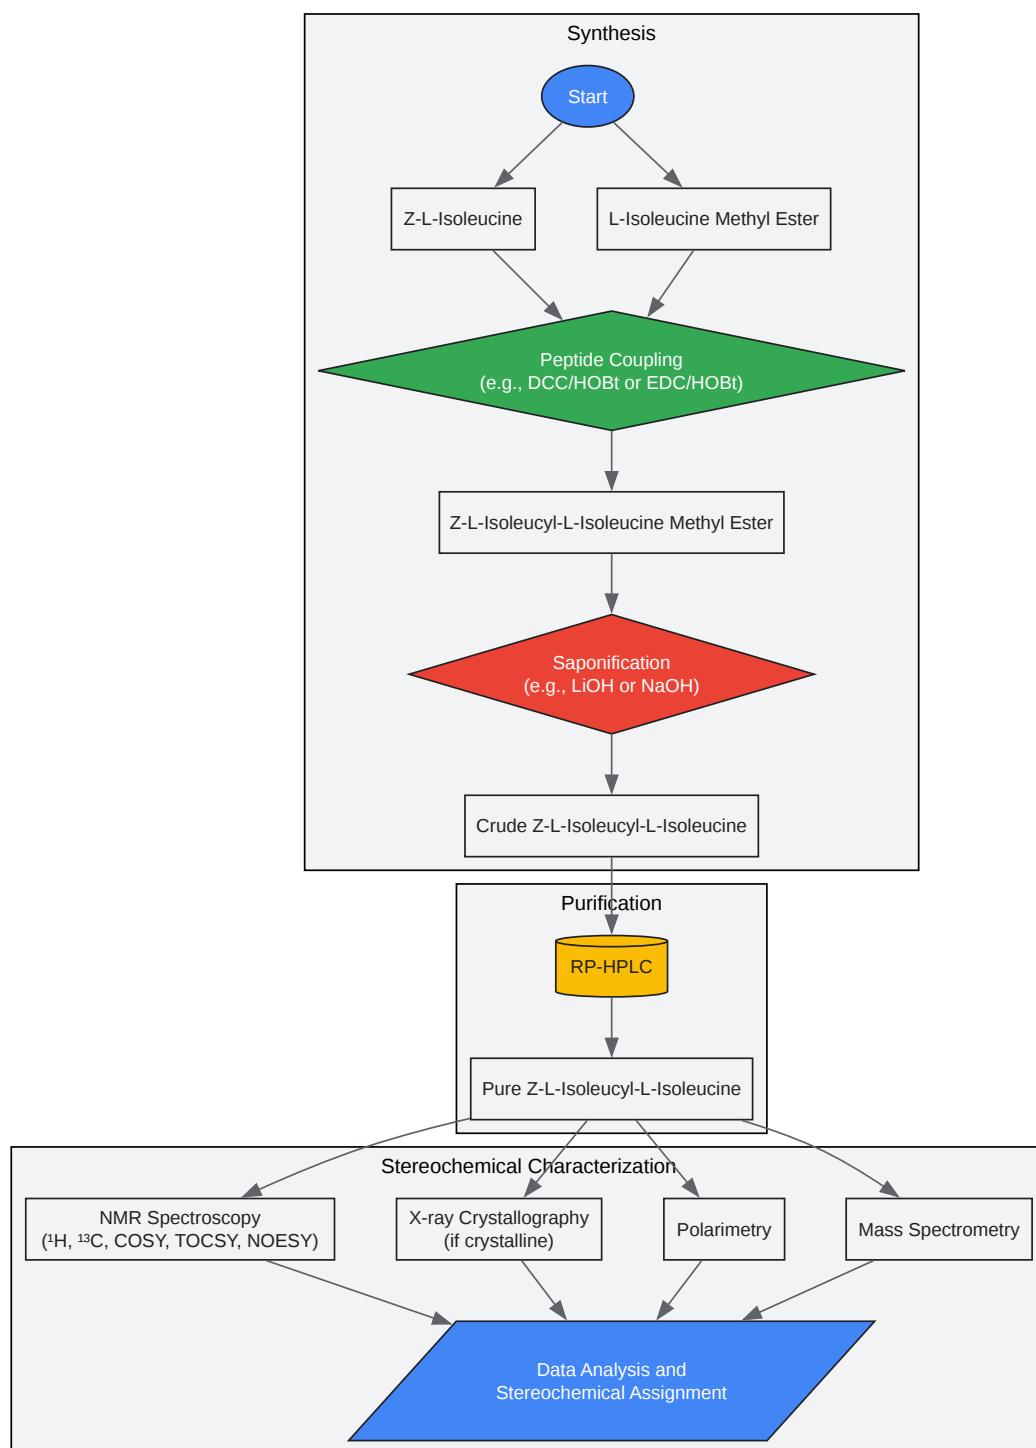 Synthesis
Start
Z-L-Isoleucine
L-Isoleucine Methyl Ester
Peptide Coupling
(e.g., DCC/HOBt or EDC/HOBt)
Z-L-Isoleucyl-L-Isoleucine Methyl Ester
Saponification
(e.g., LiOH or NaOH)
Crude Z-L-Isoleucyl-L-Isoleucine
Purification
RP-HPLC
Pure Z-L-Isoleucyl-L-Isoleucine
Stereochemical Characterization
NMR Spectroscopy
(¹H, ¹³C, COSY, TOCSY, NOESY)
X-ray Crystallography
(if crystalline)
Polarimetry
Mass Spectrometry
Data Analysis and
Stereochemical Assignment